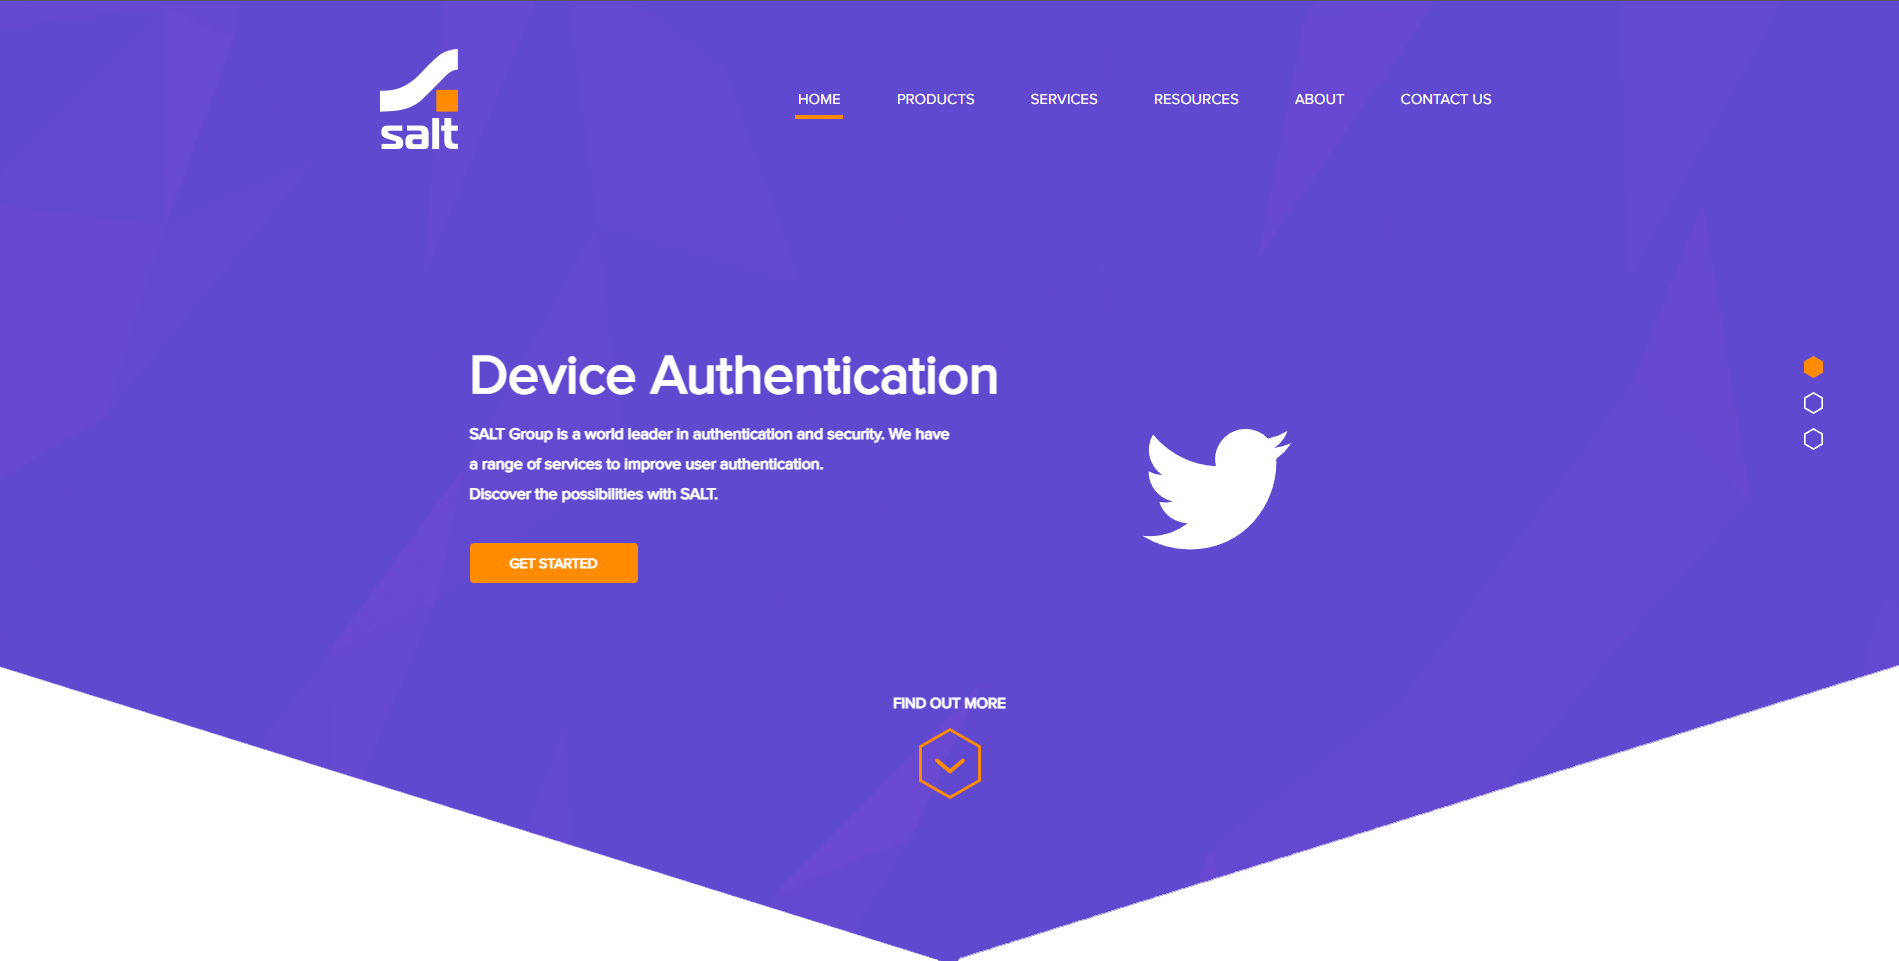 salt
HOME PRODUCTS SERVICES RESOURCES ABOUT CONTACT US
Device Authentication
SALT Group is a world leader in authentication and security. We have
a range of services to improve user authentication.
Discover the possibilities with SALT.
GET STARTED
FIND OUT MORE